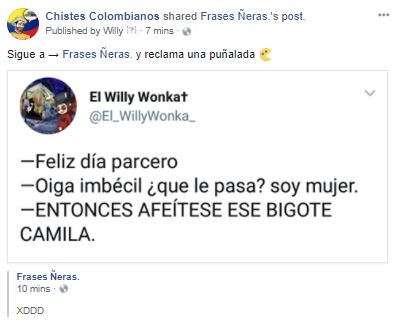 Chistes Colombianos shared Frases Ñeras.'s post.
Published by Willy [?] · 7 mins ·
Sigue a → Frases Ñeras. y reclama una puñalada
El Willy Wonka✝
@El_WillyWonka_
—Feliz día parcero
—Oiga imbécil ¿que le pasa? soy mujer.
—ENTONCES AFEÍTESE ESE BIGOTE
CAMILA.
Frases Ñeras.
10 mins ·
XDDD